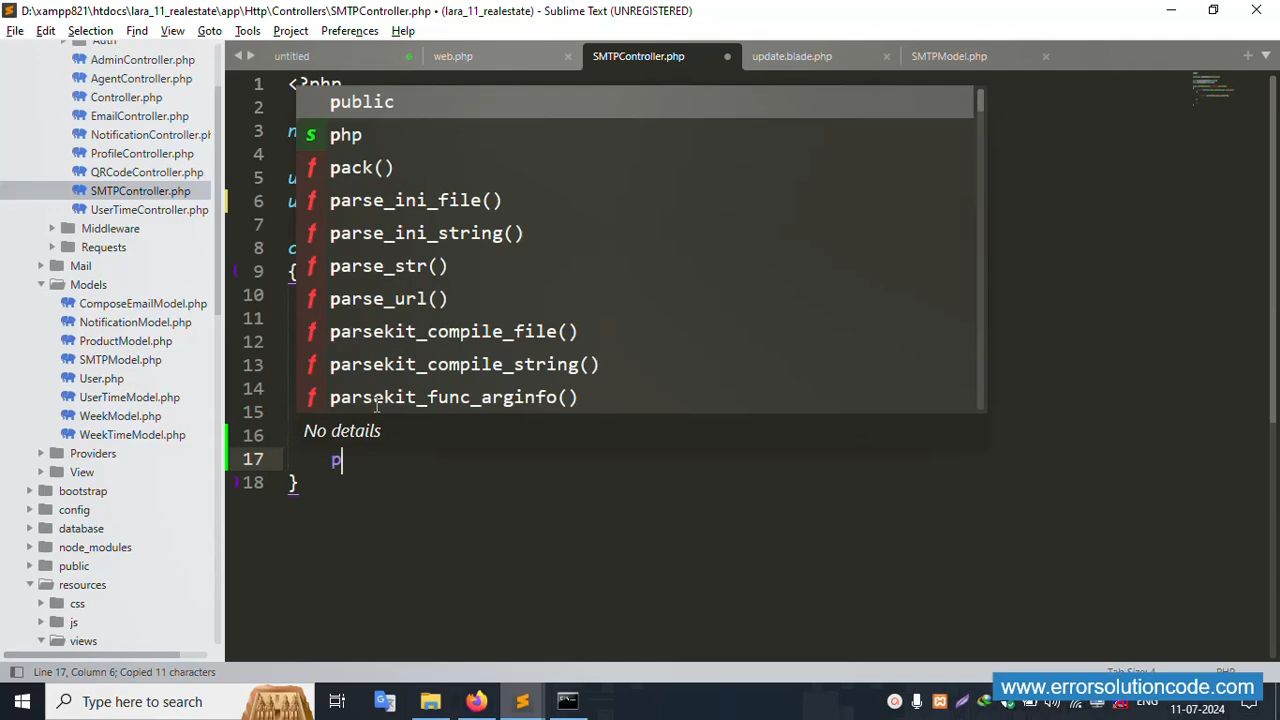 D:\xampp821\htdocs\lara_11_realestate\app\Http\Controllers\SMTPController.php • (lara_11_realestate) - Sublime Text (UNREGISTERED)
File Edit Selection Find View Goto Tools Project Preferences Help
untitled web.php SMTPController.php update.blade.php SMTPModel.php
AdminController.php
AgentController.php
Controller.php
EmailController.php
NotificationController.ph
ProfileController.php
QRCodeController.php
SMTPController.php
UserTimeController.php
Middleware
Requests
Mail
Models
ComposeEmailModel.php
NotificationModel.php
ProductModel.php
SMTPModel.php
User.php
UserTimeModel.php
WeekModel.php
WeekTimeModel.php
Providers
View
bootstrap
config
database
node_modules
public
resources
css
js
views
1 <?php
2
3 n
4
5 u
6 u
7
8 c
9 {
10
11
12
13
14
15
16
17 p
18 }
public
s php
f pack()
f parse_ini_file()
f parse_ini_string()
f parse_str()
f parse_url()
f parsekit_compile_file()
f parsekit_compile_string()
f parsekit_func_arginfo()
No details
Line 17, Column 6; Copied 11 characters
Tab Size: 4 PHP
Type here to search
ENG
11-07-2024
www.errorsolutioncode.com